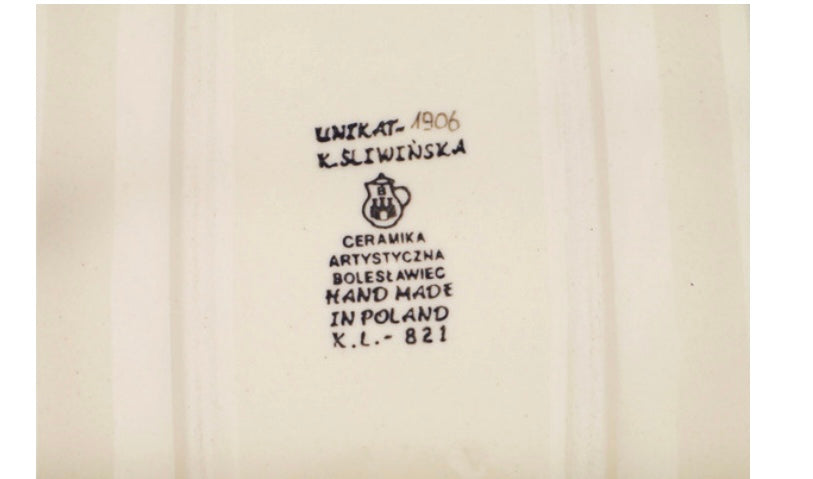 UNIKAT-1906
K.ŚLIWIŃSKA
B
CERAMIKA
ARTYSTYCZNA
BOLESŁAWIEC
HAND MADE
IN POLAND
K.L.- 821